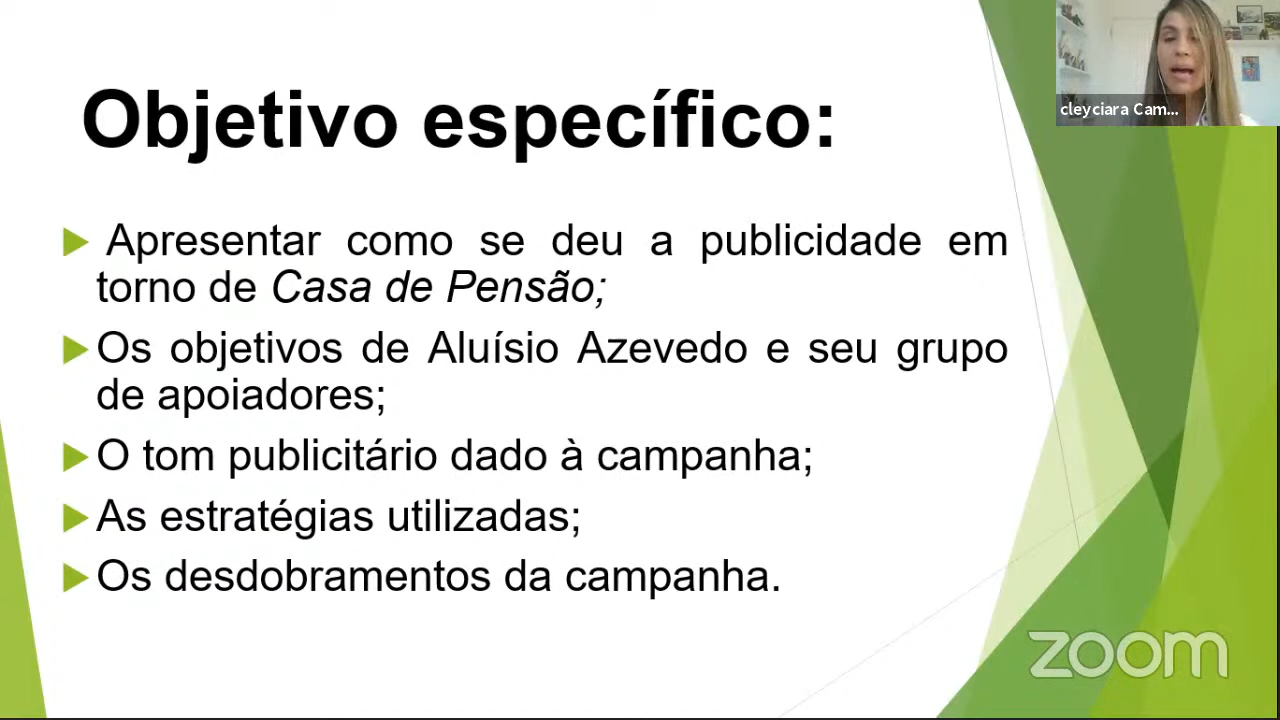 Objetivo específico:
cleyciara Cam...
Apresentar como se deu a publicidade em
torno de Casa de Pensão;
Os objetivos de Aluísio Azevedo e seu grupo
de apoiadores;
O tom publicitário dado à campanha;
As estratégias utilizadas;
Os desdobramentos da campanha.
zoom